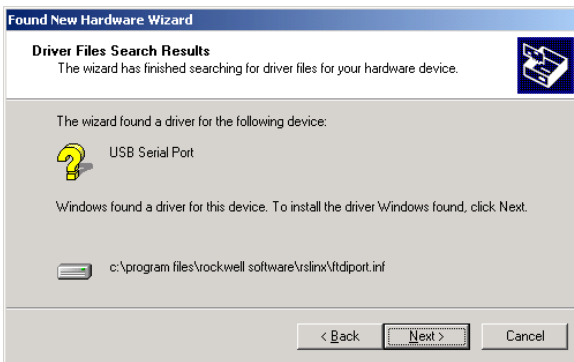 Found New Hardware Wizard
Driver Files Search Results
The wizard has finished searching for driver files for your hardware device.
The wizard found a driver for the following device:
USB Serial Port
Windows found a driver for this device. To install the driver Windows found, click Next.
c:\program files\rockwell software\rslinx\ftdiport.inf
< Back
Next >
Cancel